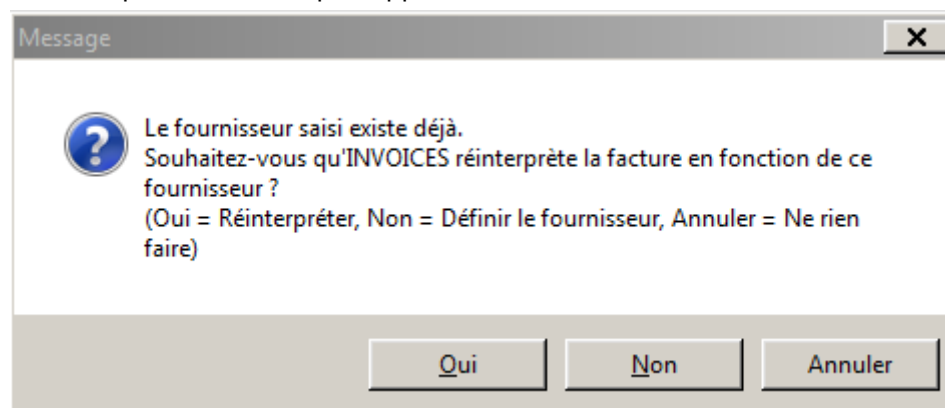 Message
Le fournisseur saisi existe déjà.
Souhaitez-vous qu'INVOICES réinterprète la facture en fonction de ce
fournisseur ?
(Oui = Réinterpréter, Non = Définir le fournisseur, Annuler = Ne rien
faire)
Oui Non Annuler